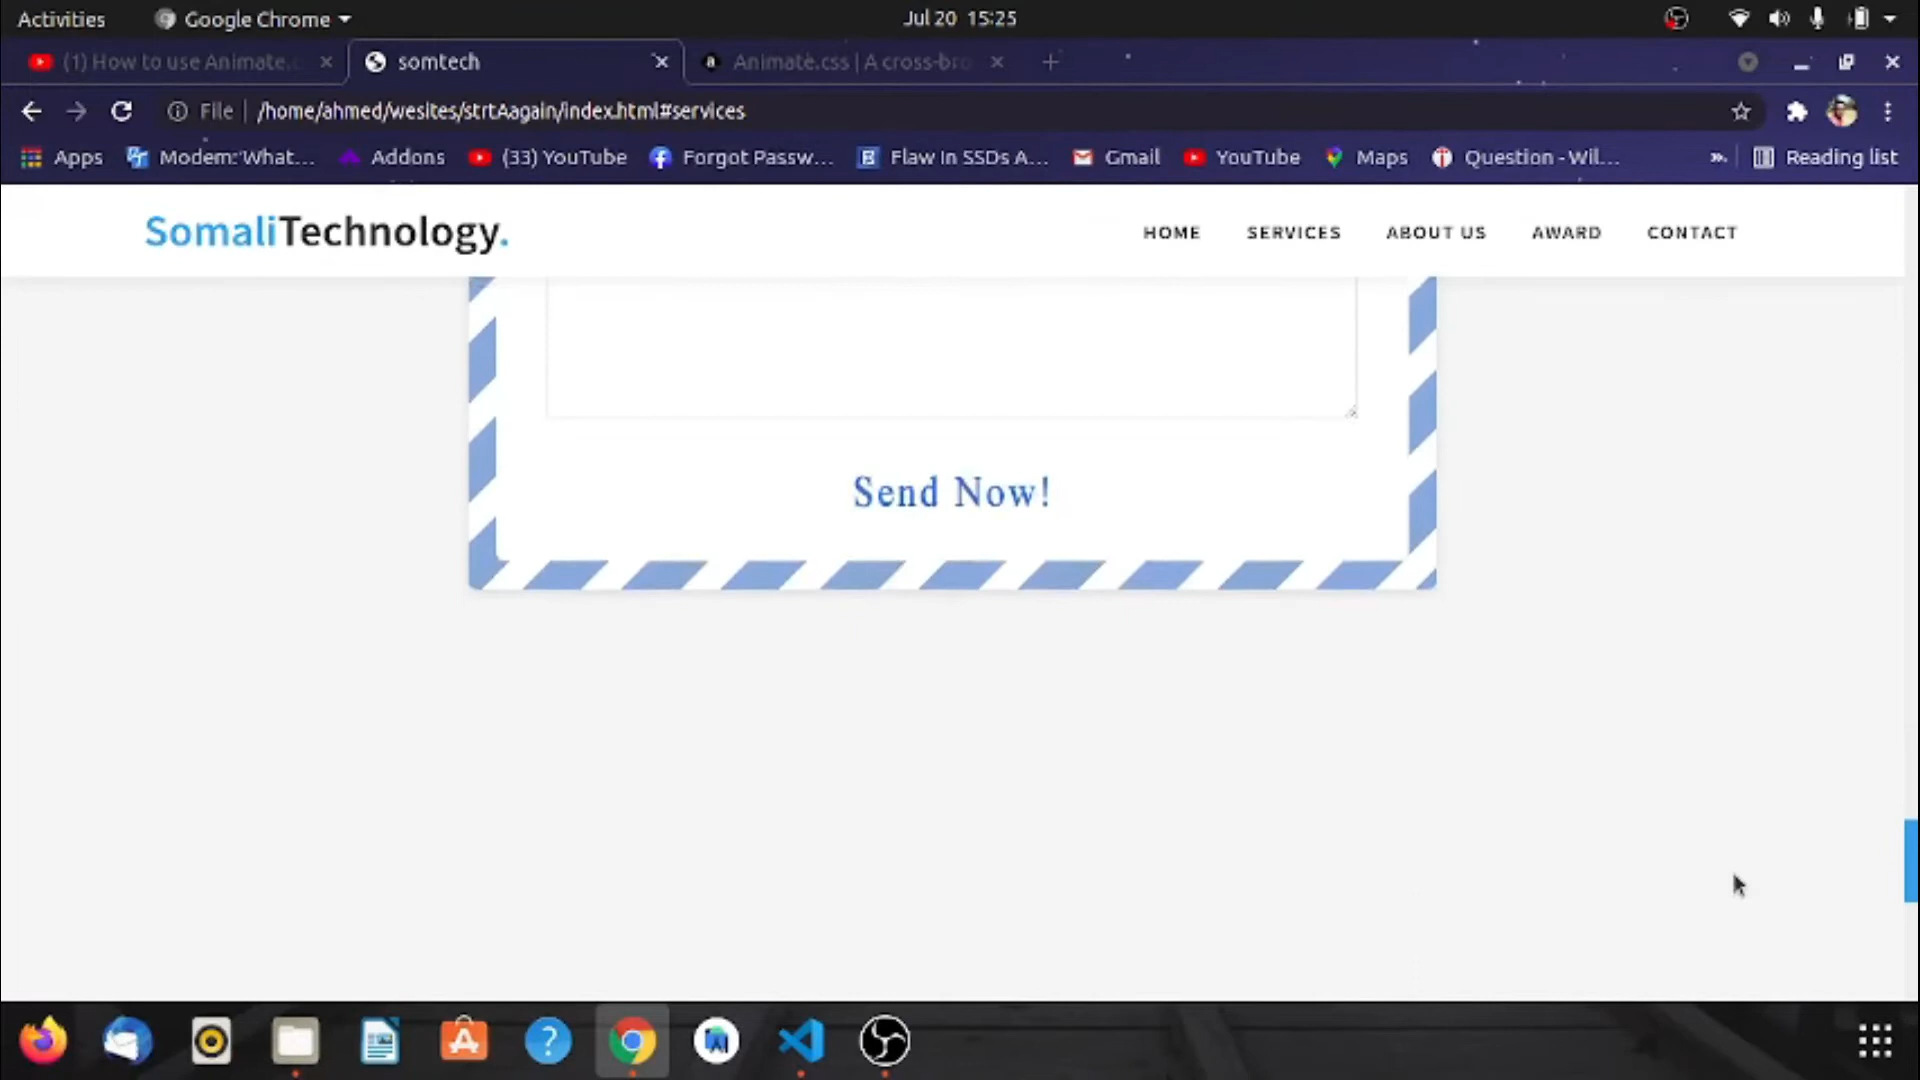 Activities Google Chrome Jul 20 15:25
(1) How to use Animate. somtech Animate.css | A cross-bro
File /home/ahmed/wesites/strtAagain/index.html#services
Apps Modem: What... Addons (33) YouTube Forgot Passw... Flaw In SSDs A... Gmail YouTube Maps Question - Wil... Reading list
SomaliTechnology. HOME SERVICES ABOUT US AWARD CONTACT
Send Now!